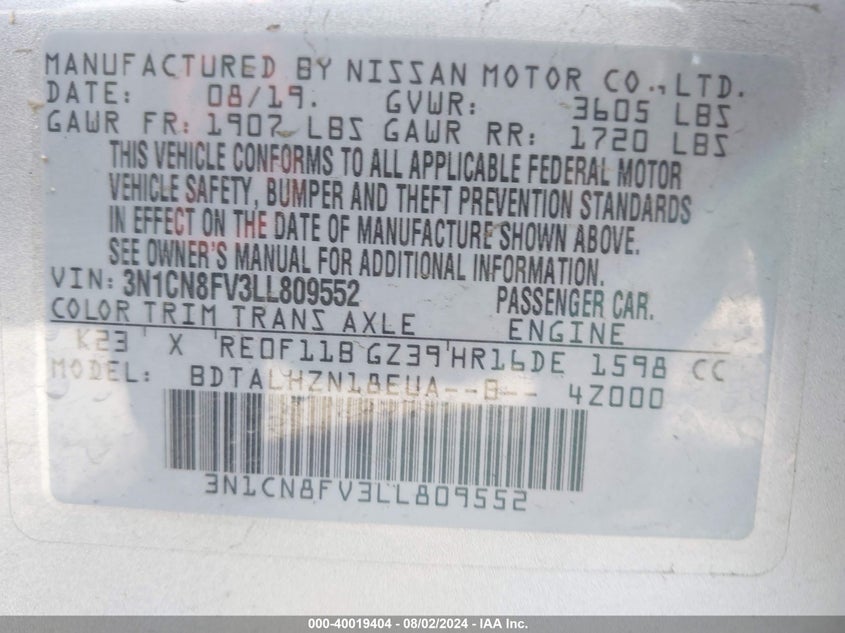 MANUFACTURED BY NISSAN MOTOR CO., LTD.
DATE: 08/19. GVWR: 3605 LBS
GAWR FR: 1907 LBS GAWR RR: 1720 LBS
THIS VEHICLE CONFORMS TO ALL APPLICABLE FEDERAL MOTOR
VEHICLE SAFETY, BUMPER AND THEFT PREVENTION STANDARDS
IN EFFECT ON THE DATE OF MANUFACTURE SHOWN ABOVE.
SEE OWNER'S MANUAL FOR ADDITIONAL INFORMATION.
VIN: 3N1CN8FV3LL809552 PASSENGER CAR.
COLOR TRIM TRANS AXLE ENGINE
K23 X RE0F11B GZ39 HR16DE 1598 CC
MODEL: BDTALHZN18EUA--B-- 4Z000
3N1CN8FV3LL809552
000-40019404 - 08/02/2024 - IAA Inc.